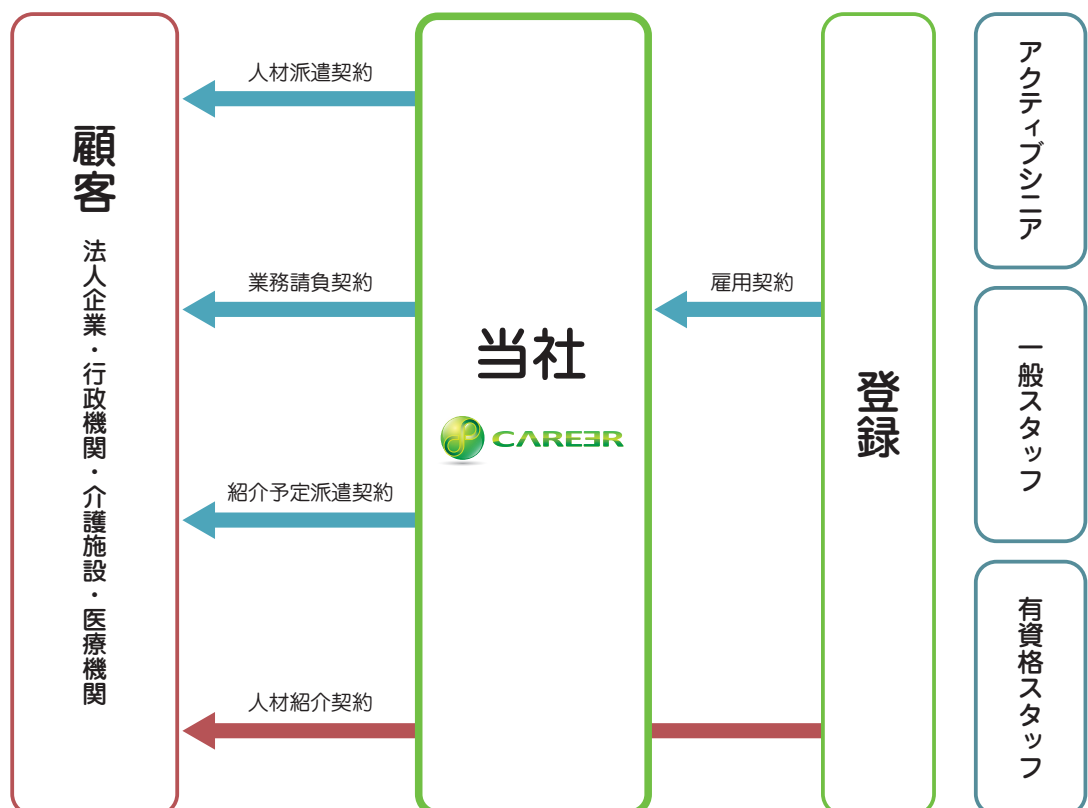 顧客
法人企業・行政機関・介護施設・医療機関
人材派遣契約
業務請負契約
紹介予定派遣契約
人材紹介契約
当社
CAREER
雇用契約
登録
アクティブシニア
一般スタッフ
有資格スタッフ